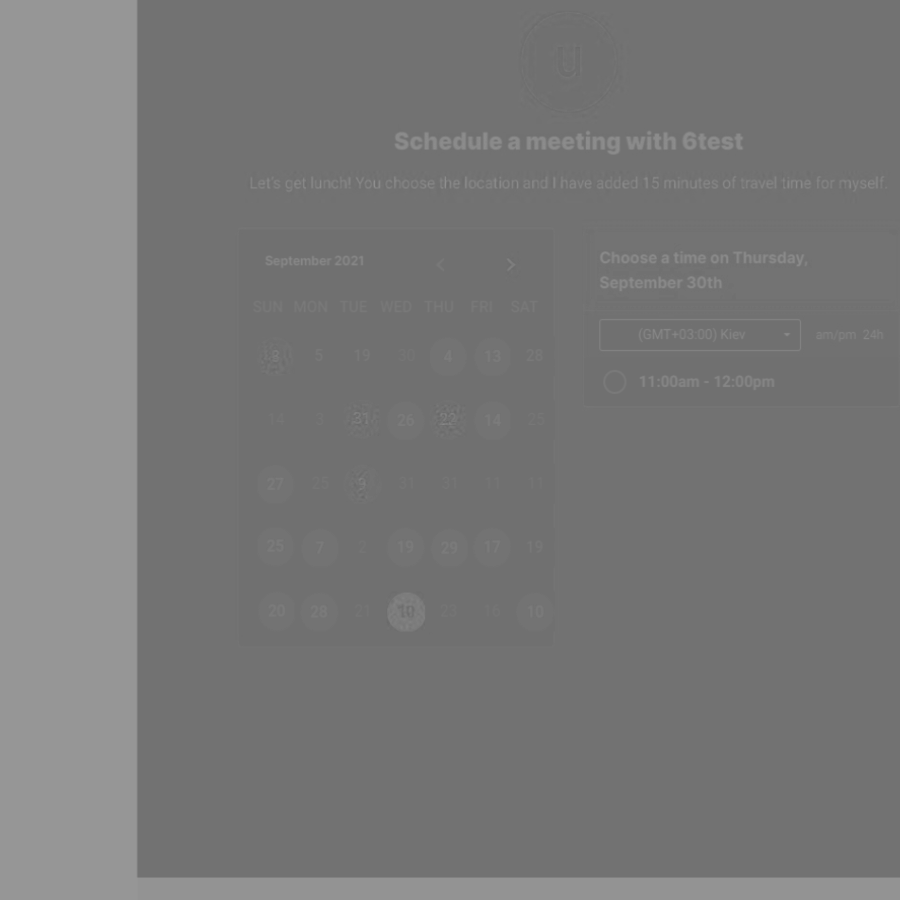 Schedule a meeting with 6test
Let's get lunch! You choose the location and I have added 15 minutes of travel time for myself.
September 2021
SUN MON TUE WED THU FRI SAT
5 19 30 4 13 28
14 3 31 26 22 14 25
27 25 9 31 31 11 11
25 7 2 19 29 17 19
20 28 21 18 23 16 10
Choose a time on Thursday,
September 30th
(GMT+03:00) Kiev
am/pm 24h
11:00am - 12:00pm